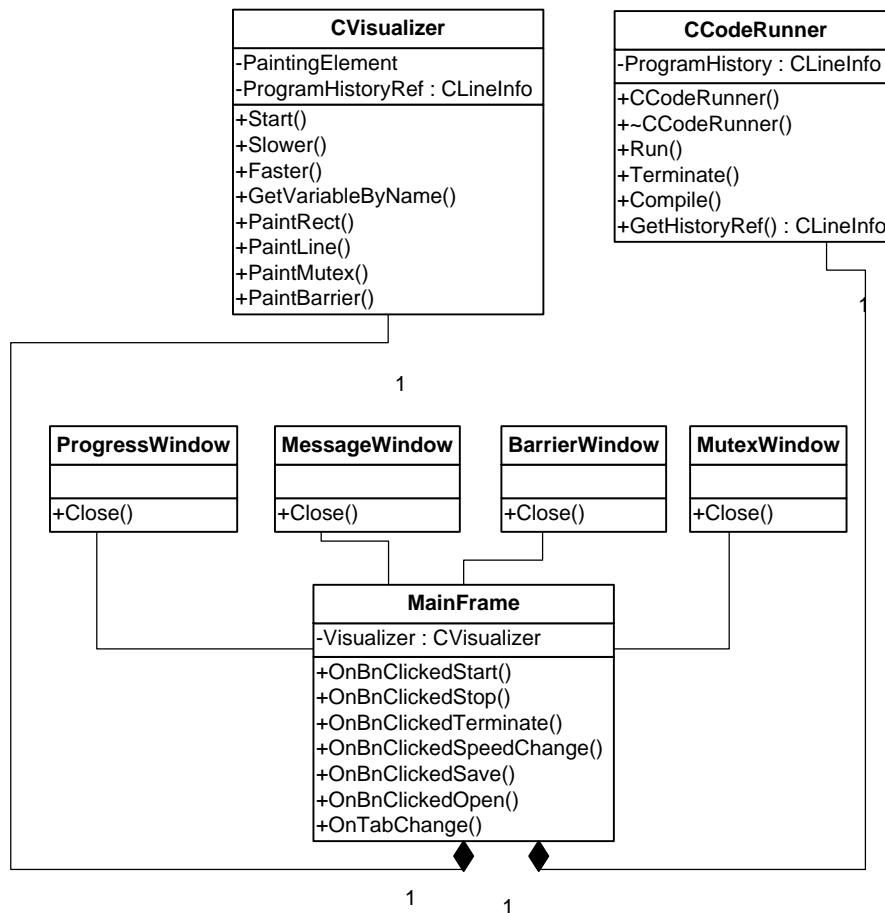 CVisualizer
-PaintingElement
-ProgramHistoryRef : CLineInfo
+Start()
+Slower()
+Faster()
+GetVariableByName()
+PaintRect()
+PaintLine()
+PaintMutex()
+PaintBarrier()
CCodeRunner
-ProgramHistory : CLineInfo
+CCodeRunner()
+~CCodeRunner()
+Run()
+Terminate()
+Compile()
+GetHistoryRef() : CLineInfo
1
1
ProgressWindow
+Close()
MessageWindow
+Close()
BarrierWindow
+Close()
MutexWindow
+Close()
MainFrame
-Visualizer : CVisualizer
+OnBnClickedStart()
+OnBnClickedStop()
+OnBnClickedTerminate()
+OnBnClickedSpeedChange()
+OnBnClickedSave()
+OnBnClickedOpen()
+OnTabChange()
1
1